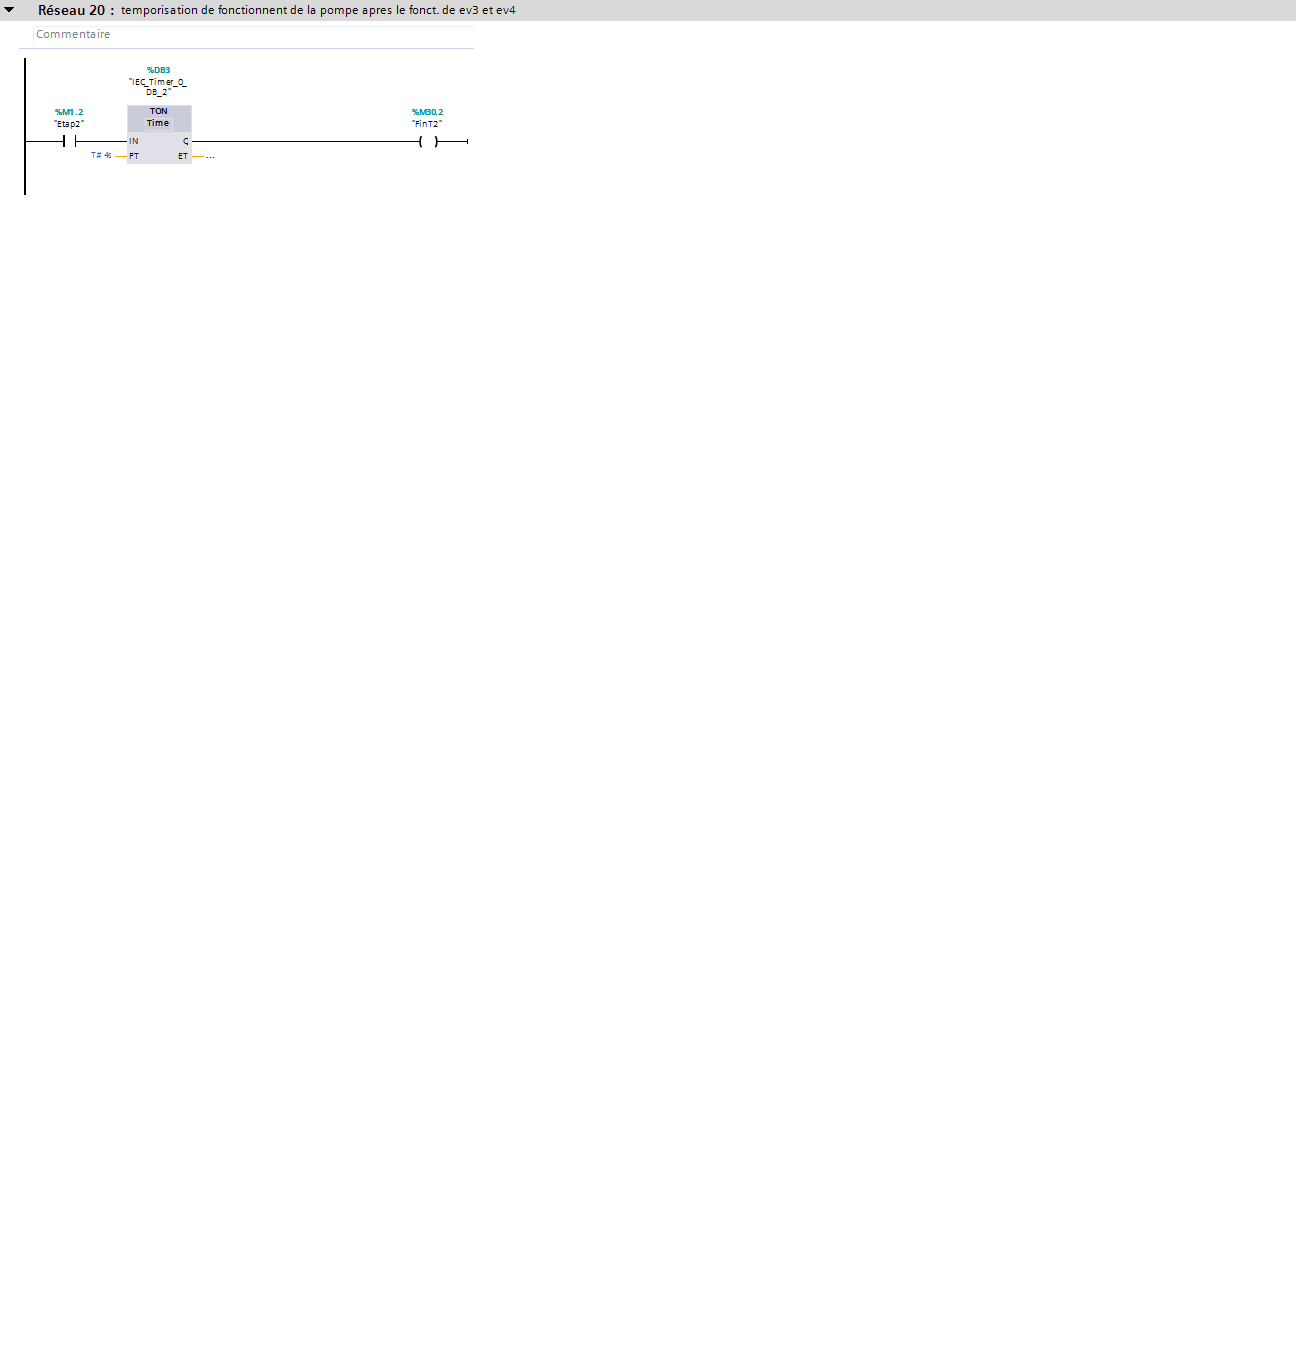 Réseau 20 : temporisation de fonctionnent de la pompe apres le fonct. de ev3 et ev4
Commentaire
%DB3
"IEC_Timer_0_
DB_2"
%M1.2
"Etap2"
TON
Time
%M30.2
"FinT2"
IN Q
T# 4s PT ET ...